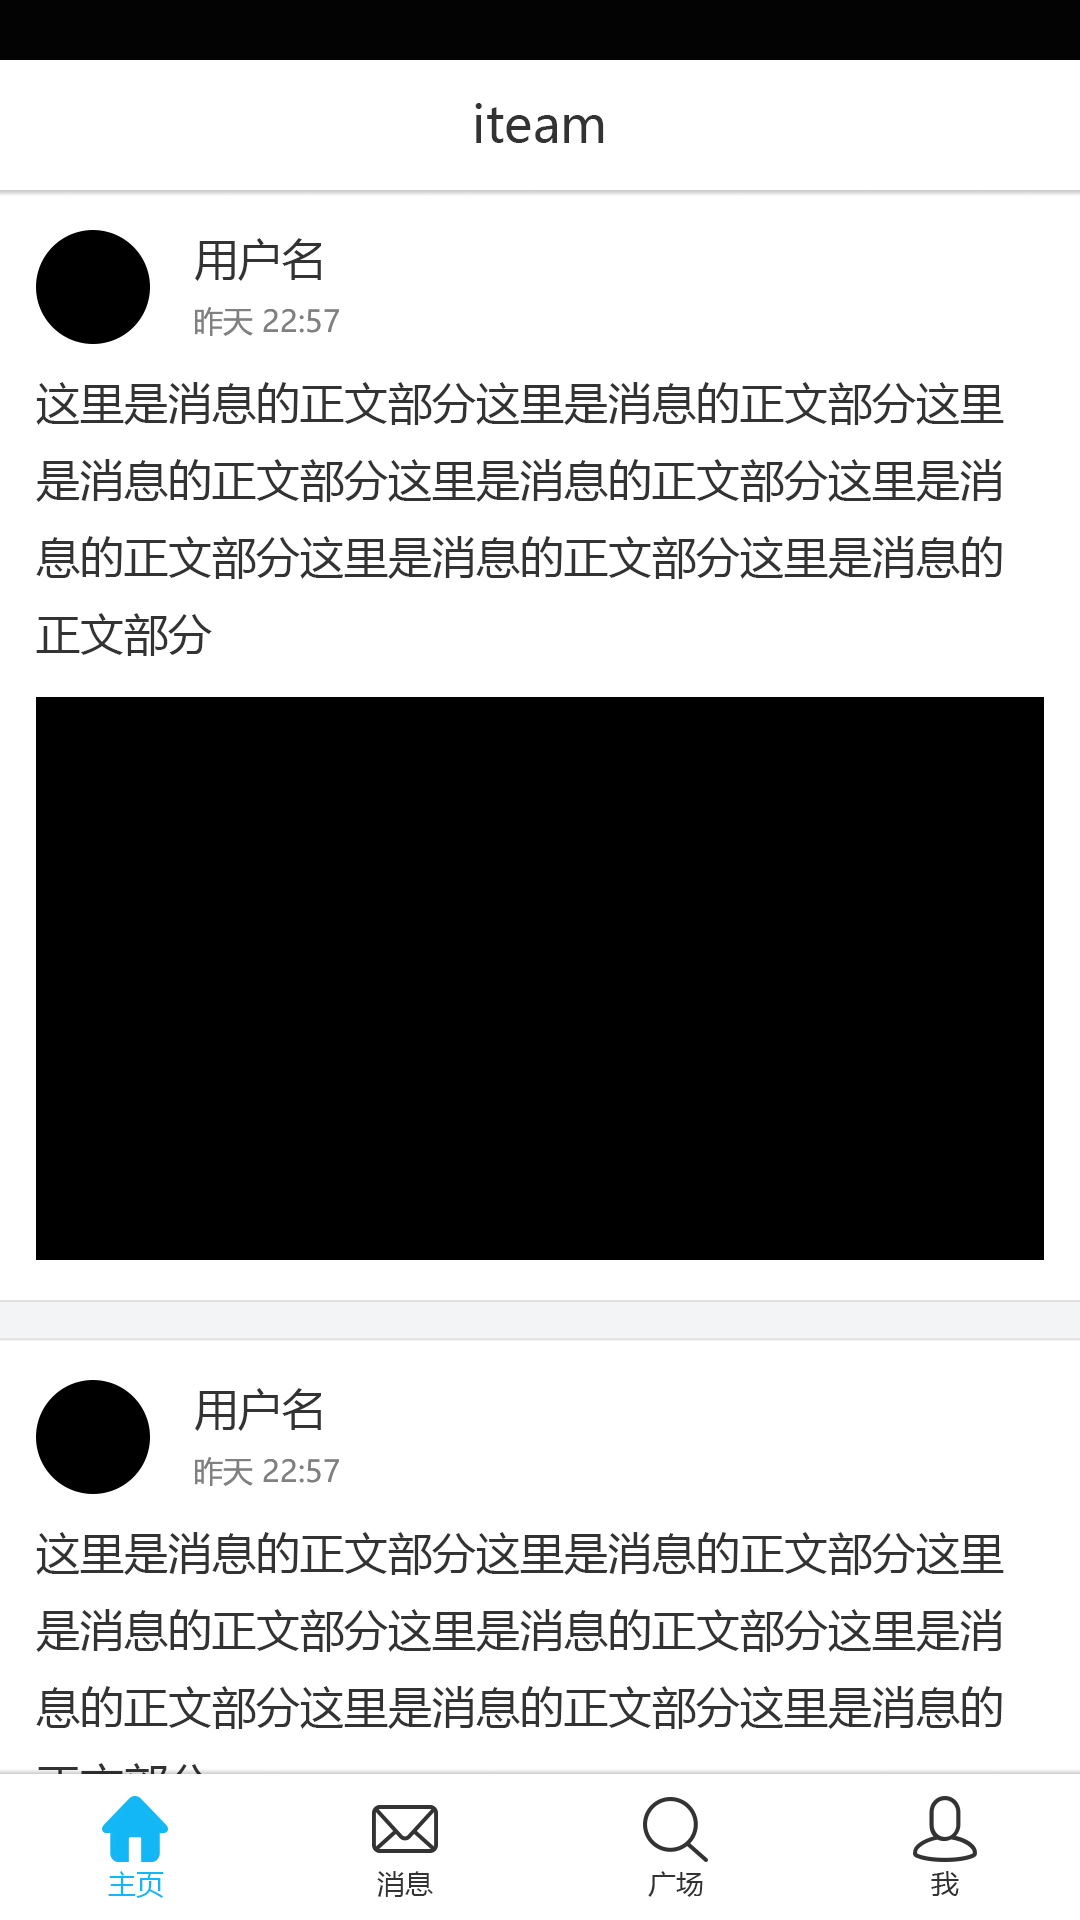 iteam
用户名
昨天 22:57
这里是消息的正文部分这里是消息的正文部分这里
是消息的正文部分这里是消息的正文部分这里是消
息的正文部分这里是消息的正文部分这里是消息的
正文部分
用户名
昨天 22:57
这里是消息的正文部分这里是消息的正文部分这里
是消息的正文部分这里是消息的正文部分这里是消
息的正文部分这里是消息的正文部分这里是消息的
正文部分
主页
消息
广场
我